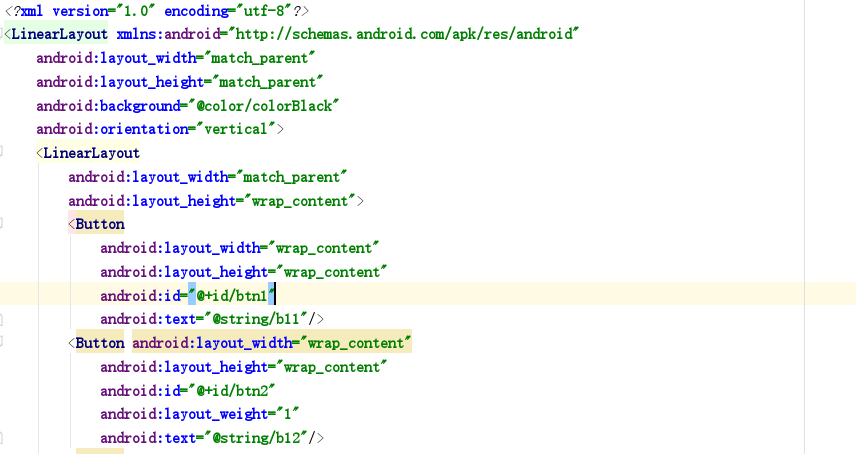 <?xml version="1.0" encoding="utf-8"?>
<LinearLayout xmlns:android="http://schemas.android.com/apk/res/android"
    android:layout_width="match_parent"
    android:layout_height="match_parent"
    android:background="@color/colorBlack"
    android:orientation="vertical">
    <LinearLayout
        android:layout_width="match_parent"
        android:layout_height="wrap_content">
        <Button
            android:layout_width="wrap_content"
            android:layout_height="wrap_content"
            android:id="@+id/btn1"
            android:text="@string/b11"/>
        <Button android:layout_width="wrap_content"
            android:layout_height="wrap_content"
            android:id="@+id/btn2"
            android:layout_weight="1"
            android:text="@string/b12"/>